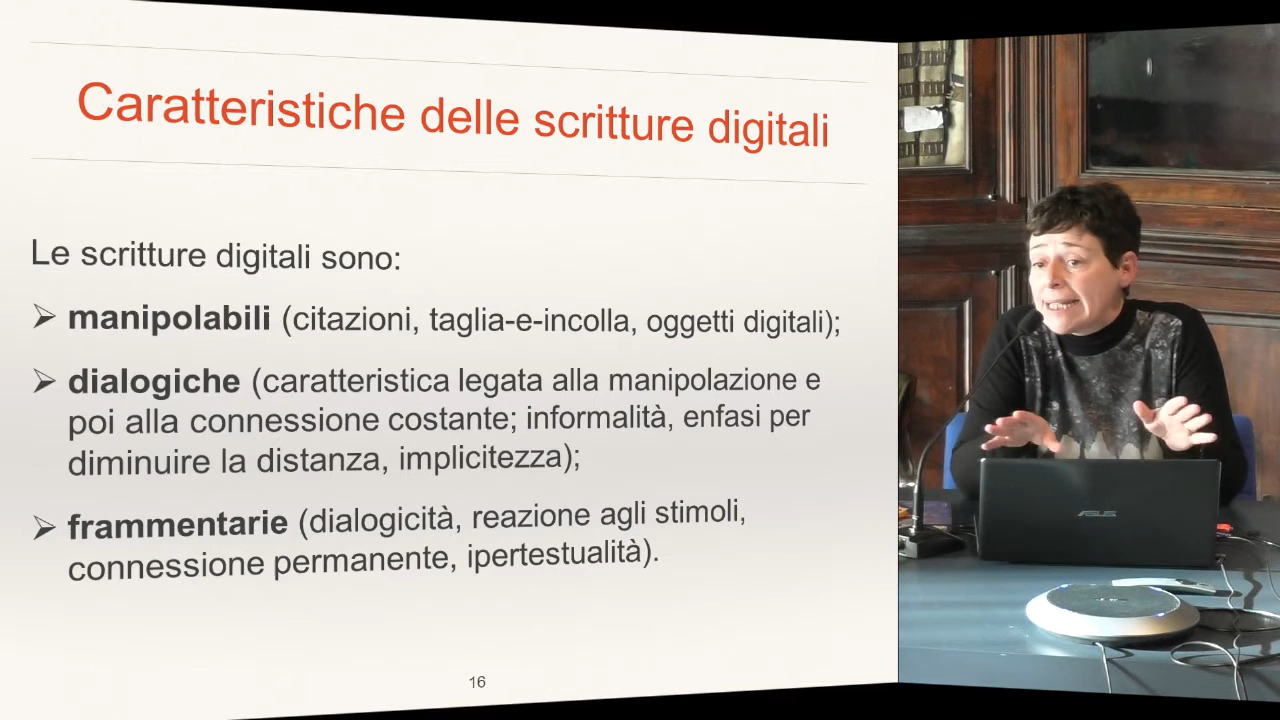 Caratteristiche delle scritture digitali
Le scritture digitali sono:
➢ manipolabili (citazioni, taglia-e-incolla, oggetti digitali);
➢ dialogiche (caratteristica legata alla manipolazione e
poi alla connessione costante; informalità, enfasi per
diminuire la distanza, implicitezza);
➢ frammentarie (dialogicità, reazione agli stimoli,
connessione permanente, ipertestualità).
16
ASUS